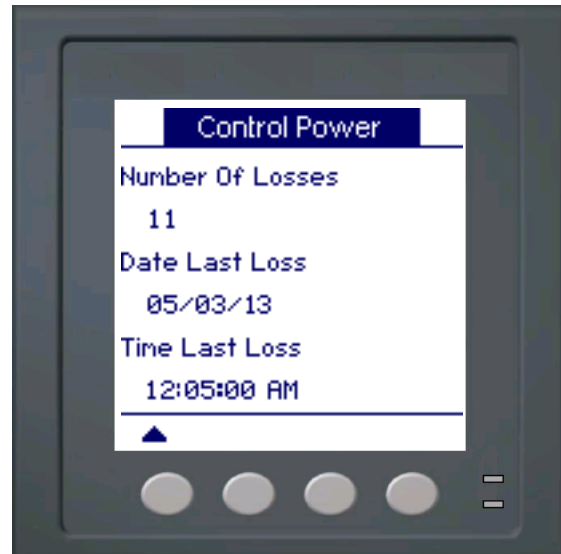 Control Power
Number Of Losses
11
Date Last Loss
05/03/13
Time Last Loss
12:05:00 AM